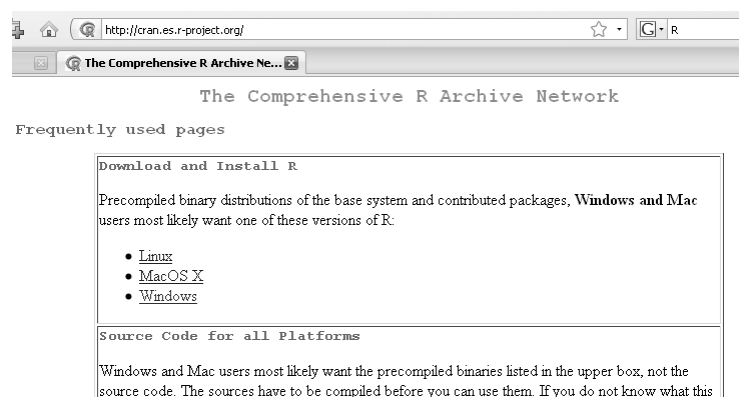 http://cran.es.r-project.org/
G
R
The Comprehensive R Archive Ne...
The Comprehensive R Archive Network
Frequently used pages
Download and Install R
Precompiled binary distributions of the base system and contributed packages, Windows and Mac
users most likely want one of these versions of R:
Linux
MacOS X
Windows
Source Code for all Platforms
Windows and Mac users most likely want the precompiled binaries listed in the upper box, not the
source code. The sources have to be compiled before you can use them. If you do not know what this